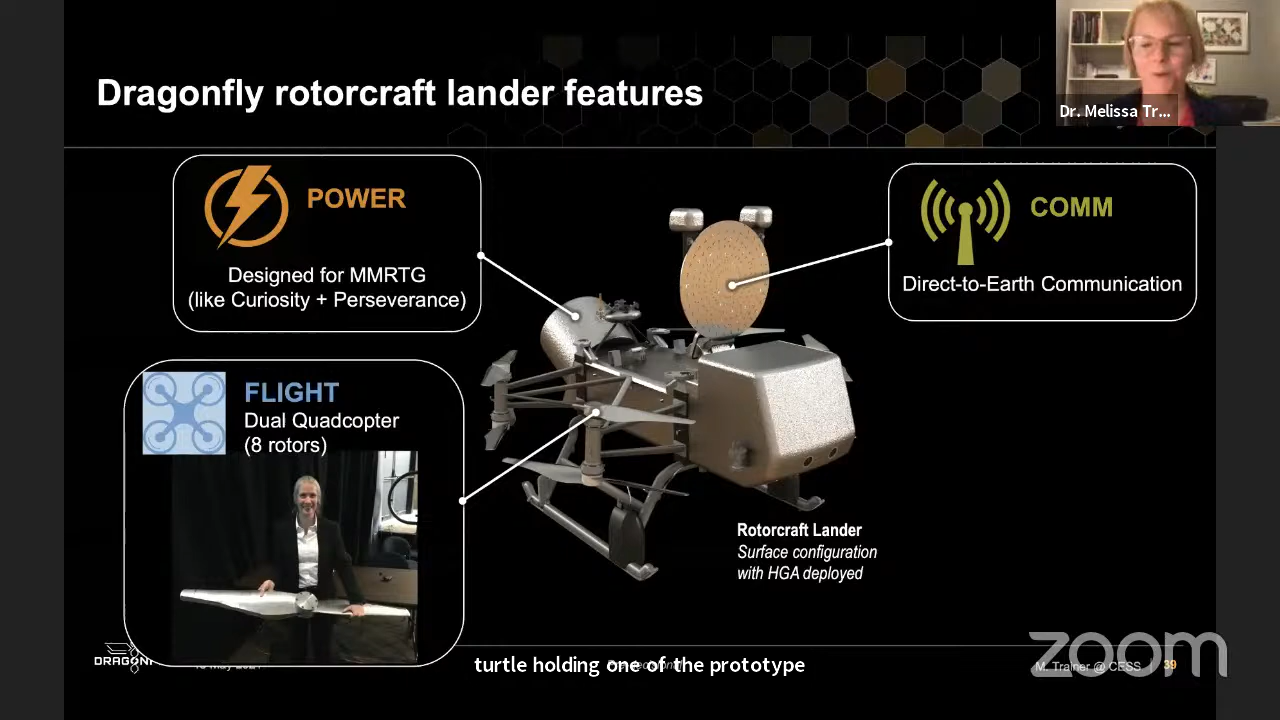 Dragonfly rotorcraft lander features
Dr. Melissa Tr...
POWER
Designed for MMRTG
(like Curiosity + Perseverance)
COMM
Direct-to-Earth Communication
FLIGHT
Dual Quadcopter
(8 rotors)
Rotorcraft Lander
Surface configuration
with HGA deployed
turtle holding one of the prototype
M. Trainer @ CESS | 39
zoom